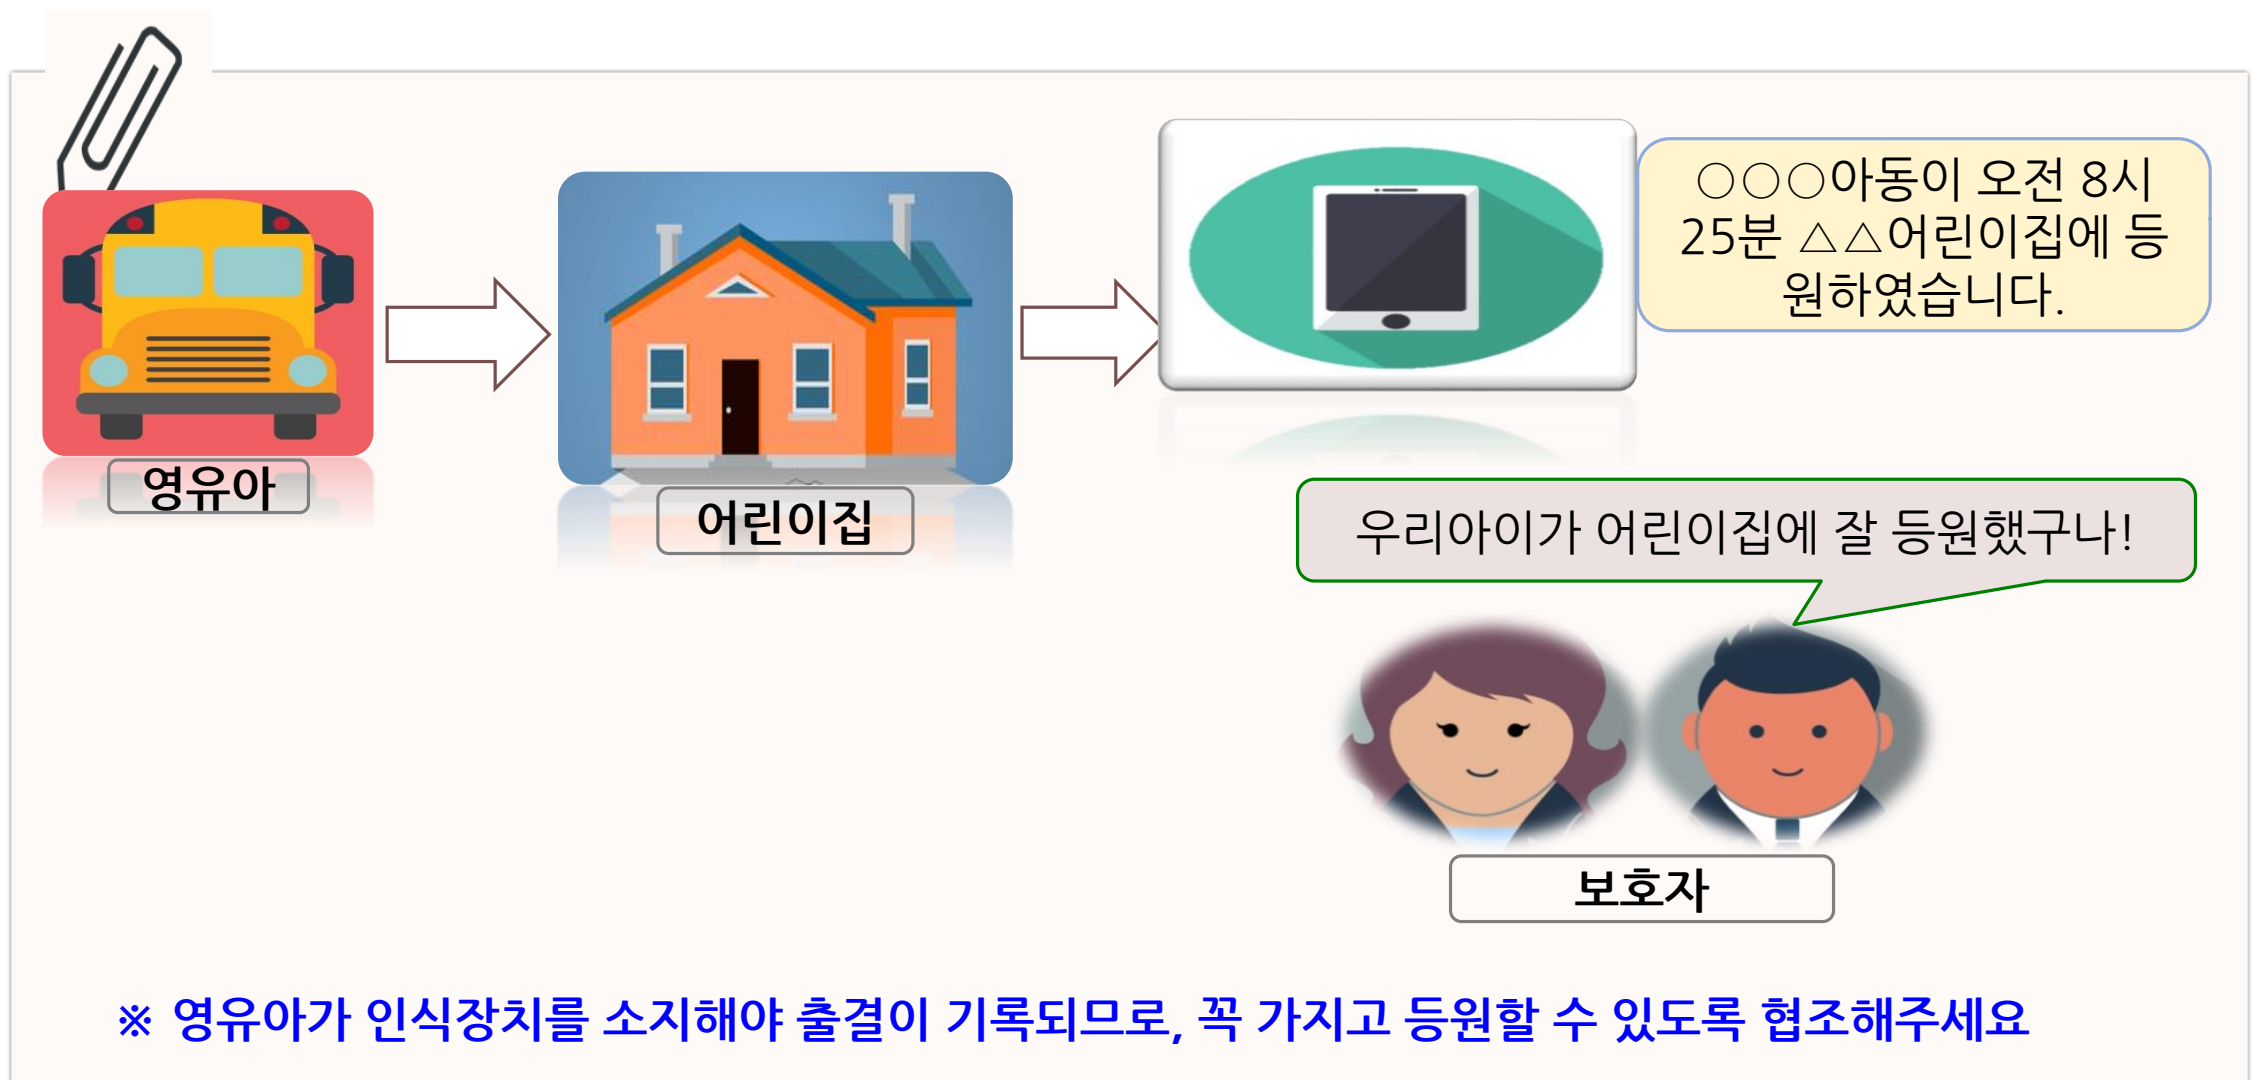 ○○○아동이 오전 8시
25분 △△어린이집에 등
원하였습니다.
영유아
어린이집
우리아이가 어린이집에 잘 등원했구나!
보호자
※ 영유아가 인식장치를 소지해야 출결이 기록되므로, 꼭 가지고 등원할 수 있도록 협조해주세요